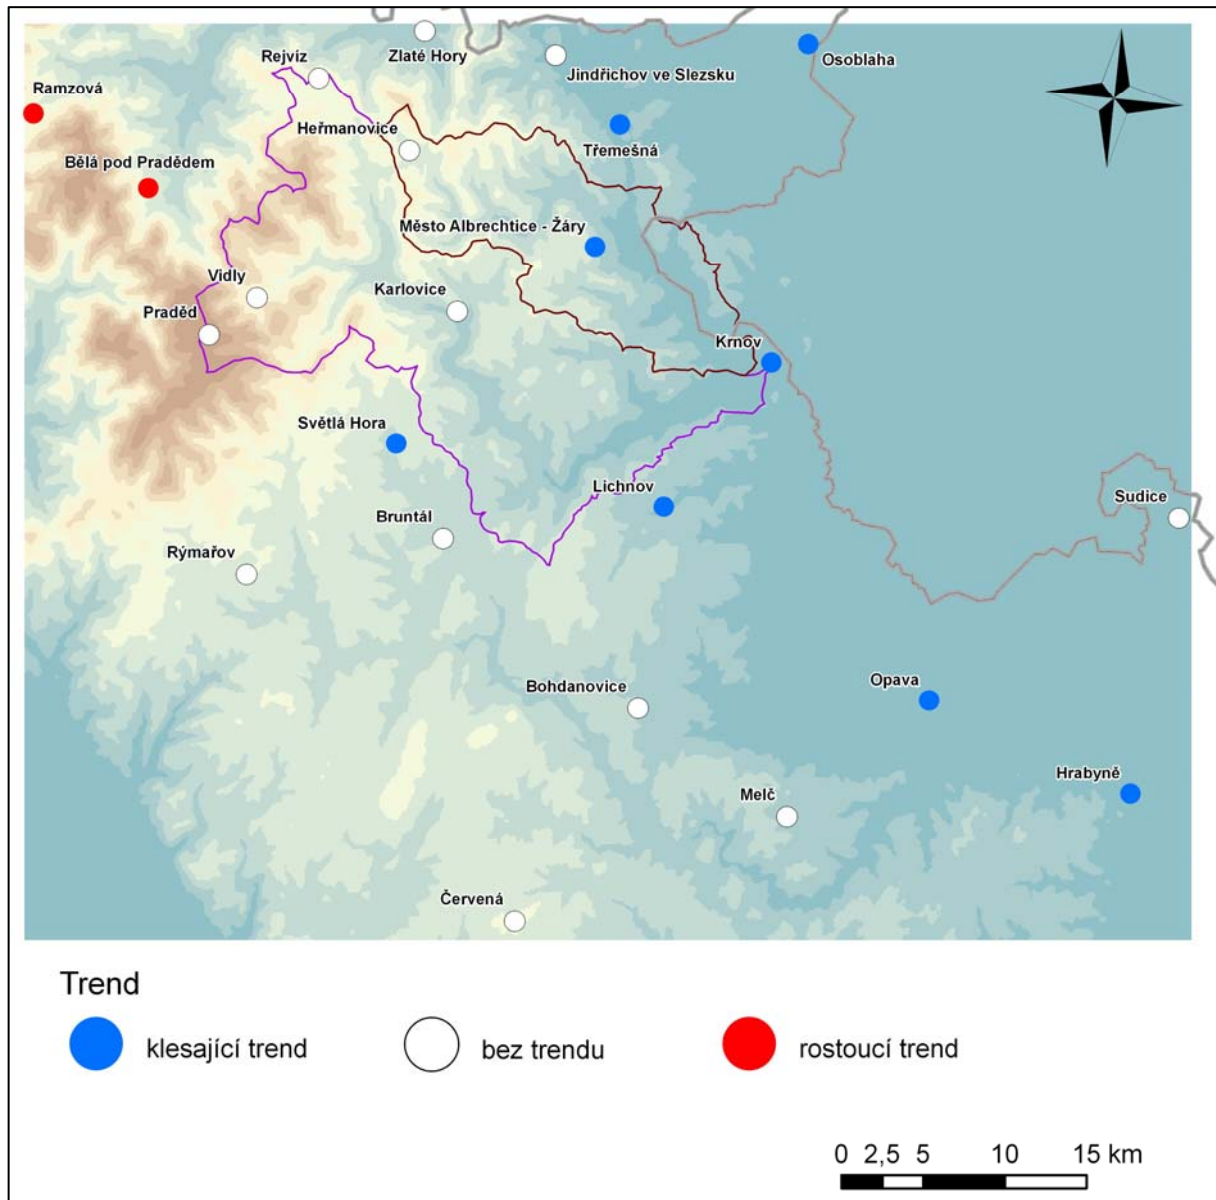 Zlaté Hory
Rejvíz
Jindřichov ve Slezsku
Osoblaha
Ramzová
Heřmanovice
Třemešná
Bělá pod Pradědem
Město Albrechtice - Žáry
Vidly
Karlovice
Praděd
Krnov
Světlá Hora
Lichnov
Sudice
Bruntál
Rýmařov
Opava
Bohdanovice
Hrabyně
Melč
Červená
Trend
klesající trend
bez trendu
rostoucí trend
0 2,5 5 10 15 km